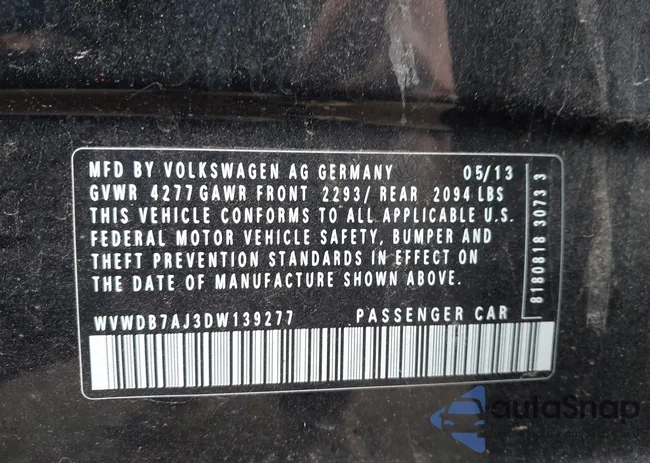 MFD BY VOLKSWAGEN AG GERMANY 05/13
GVWR 4277 GAWR FRONT 2293/ REAR 2094 LBS
THIS VEHICLE CONFORMS TO ALL APPLICABLE U.S.
FEDERAL MOTOR VEHICLE SAFETY, BUMPER AND
THEFT PREVENTION STANDARDS IN EFFECT ON
THE DATE OF MANUFACTURE SHOWN ABOVE.
WVWDB7AJ3DW139277 PASSENGER CAR
8180818 3073 3
autoSnap